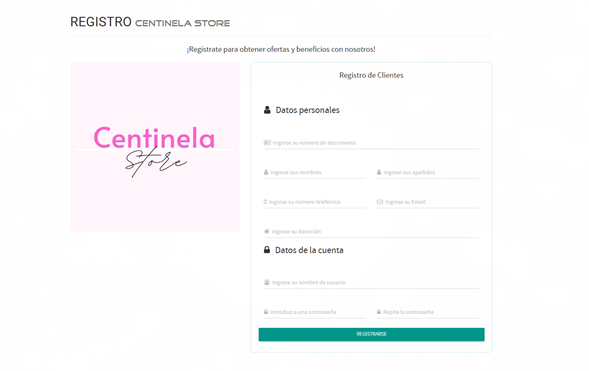 REGISTRO CENTINELA STORE
¡Registrate para obtener ofertas y beneficios con nosotros!
Centinela
Store
Registro de Clientes
Datos personales
Ingrese su número de documento
Ingrese sus nombres
Ingrese sus apellidos
Ingrese su número telefónico
Ingrese su Email
Ingrese su dirección
Datos de la cuenta
Ingrese su nombre de usuario
Introduzca una contraseña
Repita la contraseña
REGISTRARSE